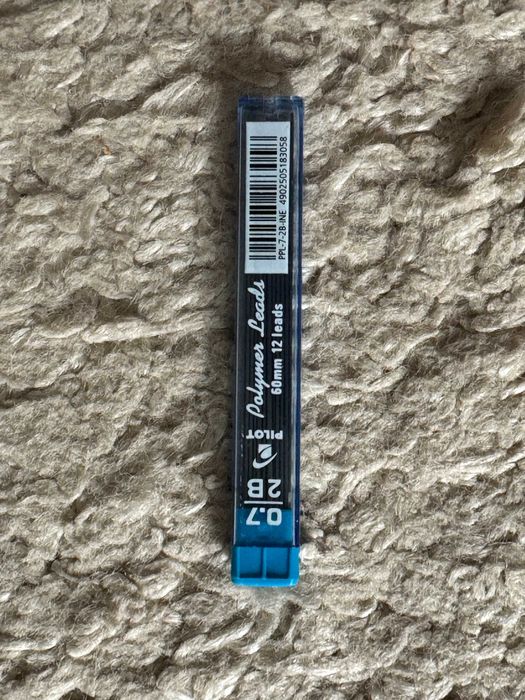 0.7
2B
PILOT
Polymer Leads
60mm 12 leads
PPL-7-2B-INE 4902505183058